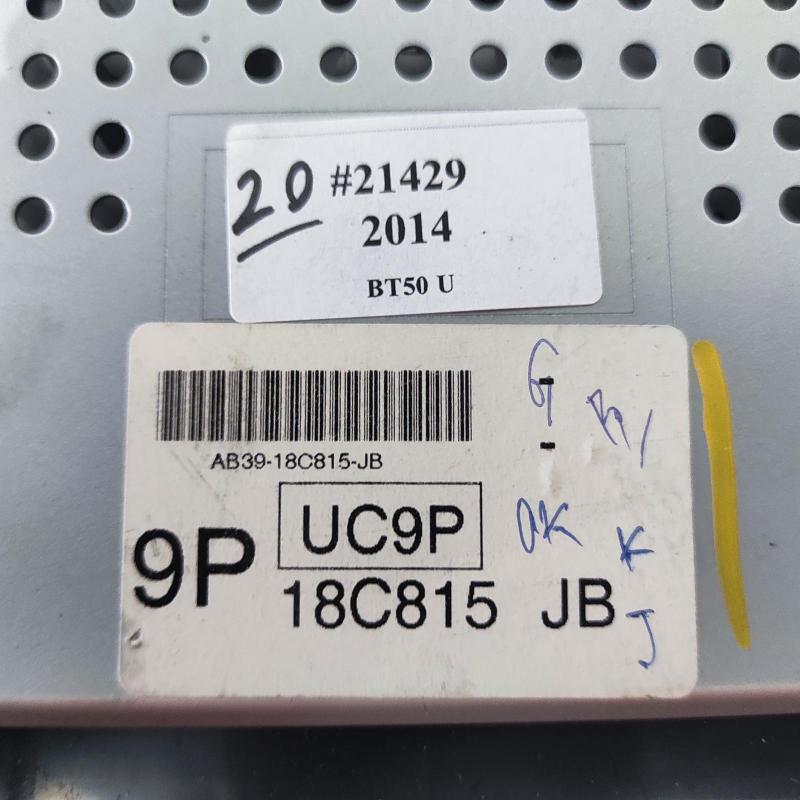 20 #21429
2014
BT50 U
AB39-18C815-JB
9P UC9P
18C815 JB
OK
K
J